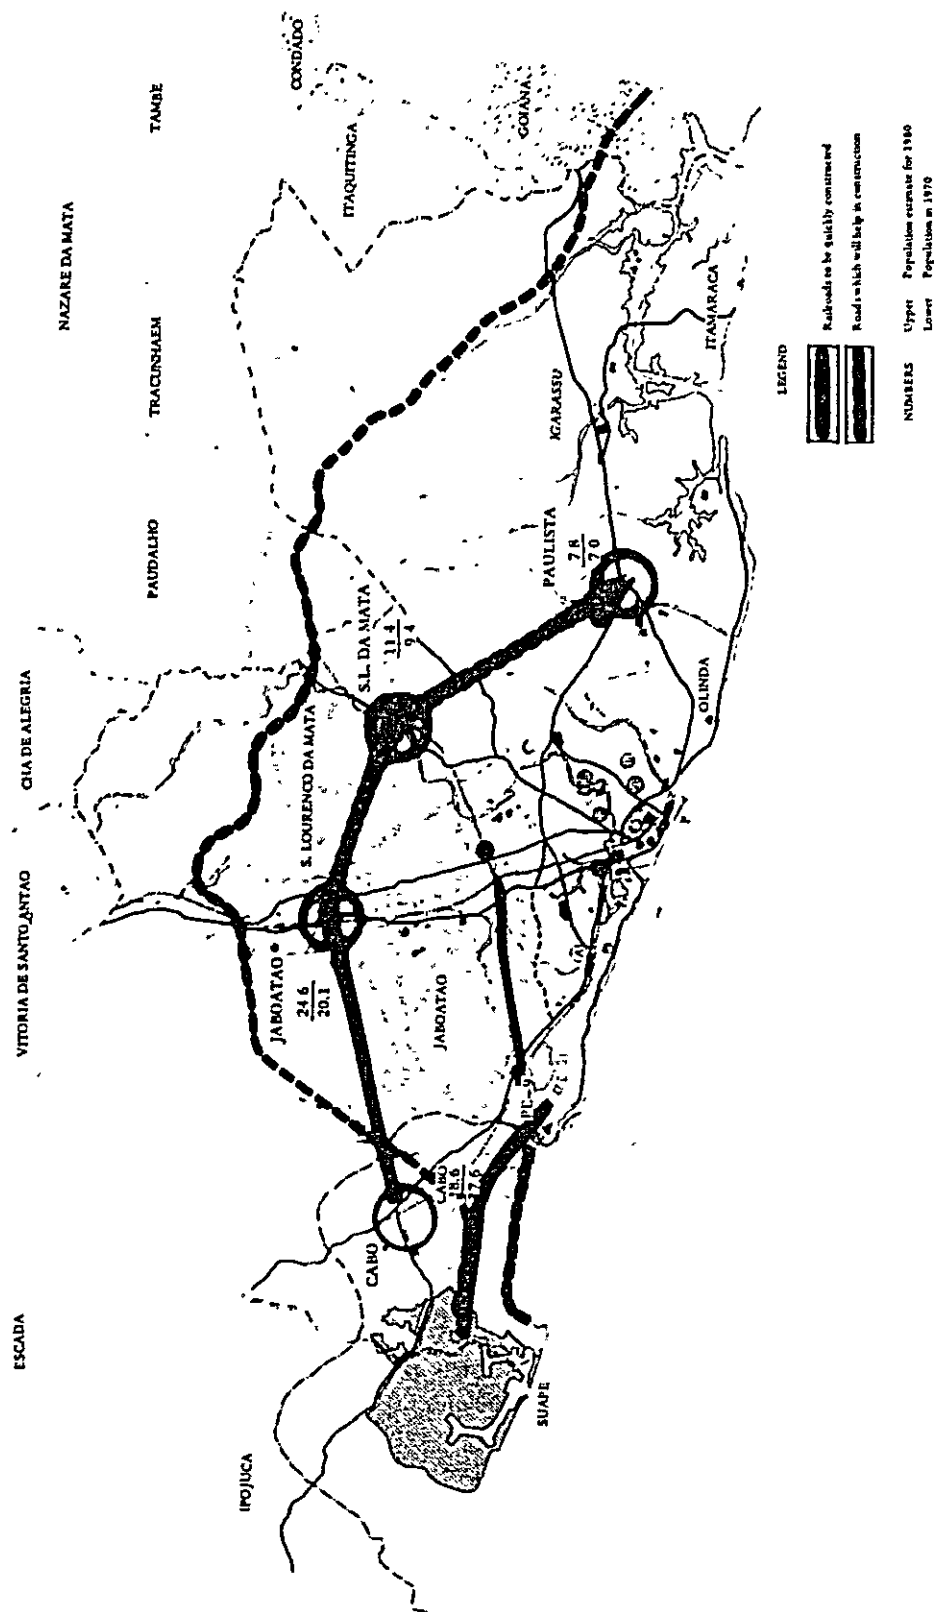 NAZARE DA MATA
TAMBE
CONDADO
ITAQUITINGA
GOIANA
TRACUNHAEM
PAUDALHO
CHA DE ALEGRIA
VITORIA DE SANTO ANTAO
ESCADA
IPOJUCA
S.L. DA MATA
11 4
9 4
S. LOURENCO DA MATA
JABOATAO
24 6
20.1
JABOATAO
PAULISTA
7 8
7 0
IGARASSU
ITAMARACA
OLINDA
CABO
CABO
18.6
17.6
PE-9
SUAPE
LEGEND
Railroads to be quickly constructed
Roads which will help in construction
NUMBERS
Upper Population estimate for 1980
Lower Population in 1970